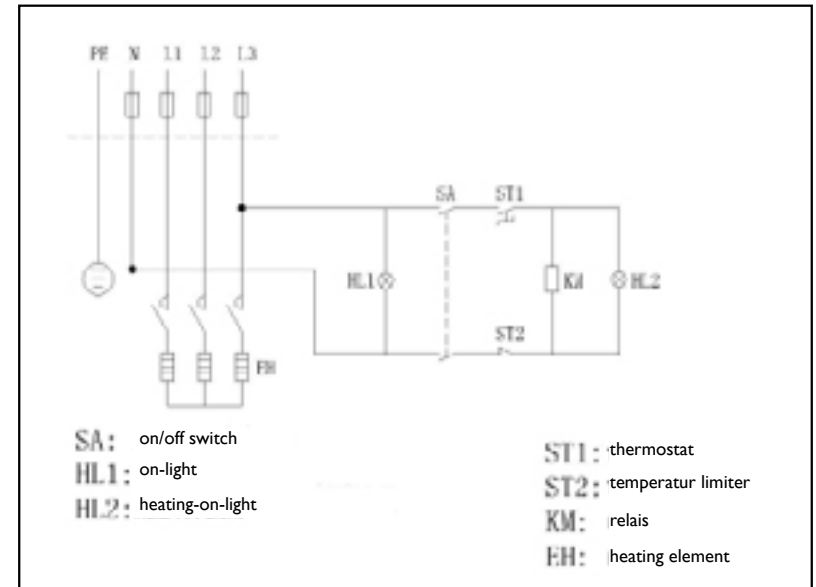 PE N L1 L2 L3
SA ST1
HL1 KM HL2
ST2
EH
SA: on/off switch
HL1: on-light
HL2: heating-on-light
ST1: thermostat
ST2: temperatur limiter
KM: relais
EH: heating element